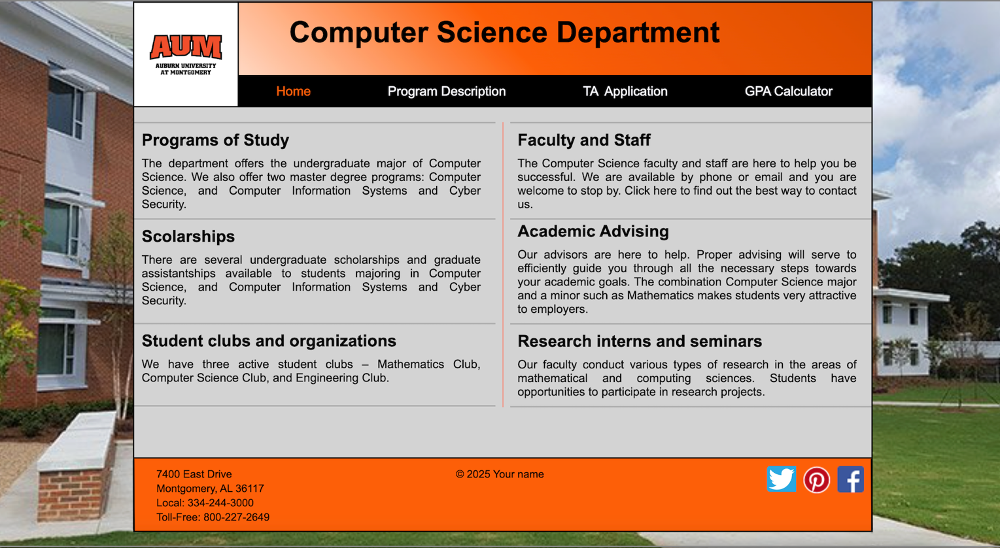 AUM
AUBURN UNIVERSITY
AT MONTGOMERY
Computer Science Department
Home
Program Description
TA  Application
GPA Calculator
Programs of Study
The department offers the undergraduate major of Computer
Science. We also offer two master degree programs: Computer
Science, and Computer Information Systems and Cyber
Security.
Scolarships
There are several undergraduate scholarships and graduate
assistantships available to students majoring in Computer
Science, and Computer Information Systems and Cyber
Security.
Student clubs and organizations
We have three active student clubs – Mathematics Club,
Computer Science Club, and Engineering Club.
Faculty and Staff
The Computer Science faculty and staff are here to help you be
successful. We are available by phone or email and you are
welcome to stop by. Click here to find out the best way to contact
us.
Academic Advising
Our advisors are here to help. Proper advising will serve to
efficiently guide you through all the necessary steps towards
your academic goals. The combination Computer Science major
and a minor such as Mathematics makes students very attractive
to employers.
Research interns and seminars
Our faculty conduct various types of research in the areas of
mathematical and computing sciences. Students have
opportunities to participate in research projects.
7400 East Drive
Montgomery, AL 36117
Local: 334-244-3000
Toll-Free: 800-227-2649
© 2025 Your name